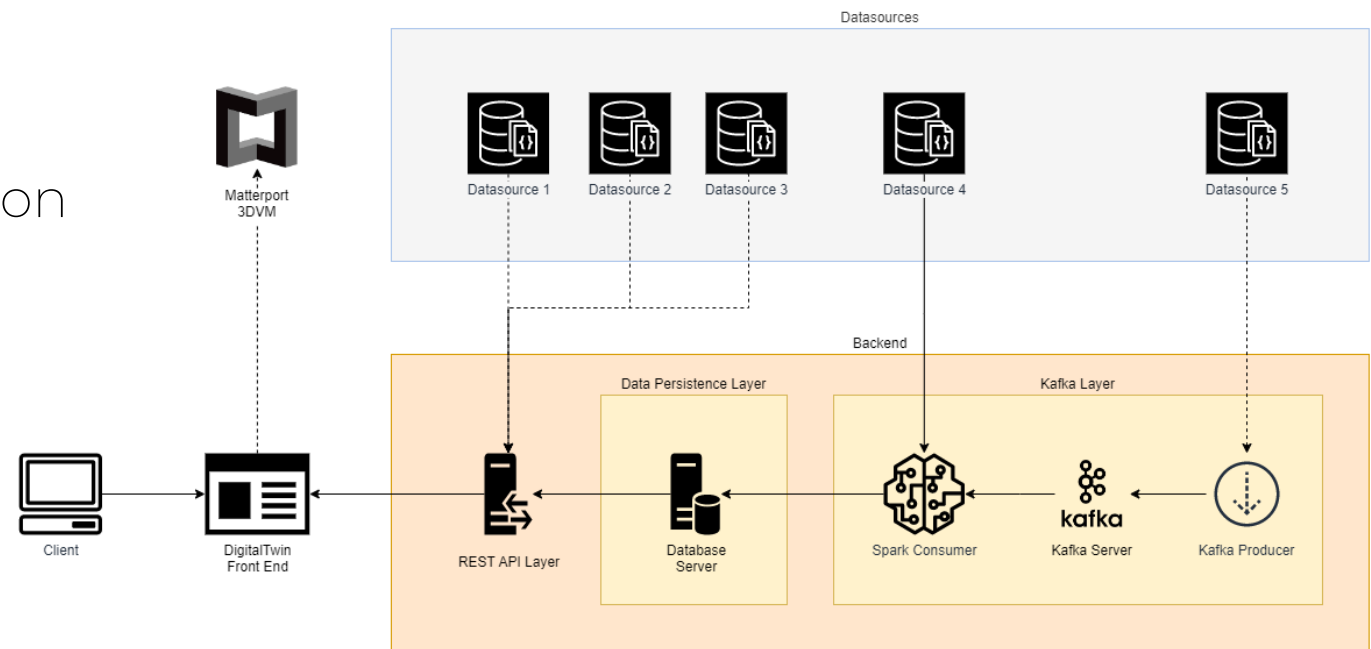 Datasources
on
Matterport
3DVM
Datasource 1
Datasource 2
Datasource 3
Datasource 4
Datasource 5
Backend
Data Persistence Layer
Kafka Layer
Client
DigitalTwin
Front End
REST API Layer
Database
Server
Spark Consumer
kafka
Kafka Server
Kafka Producer